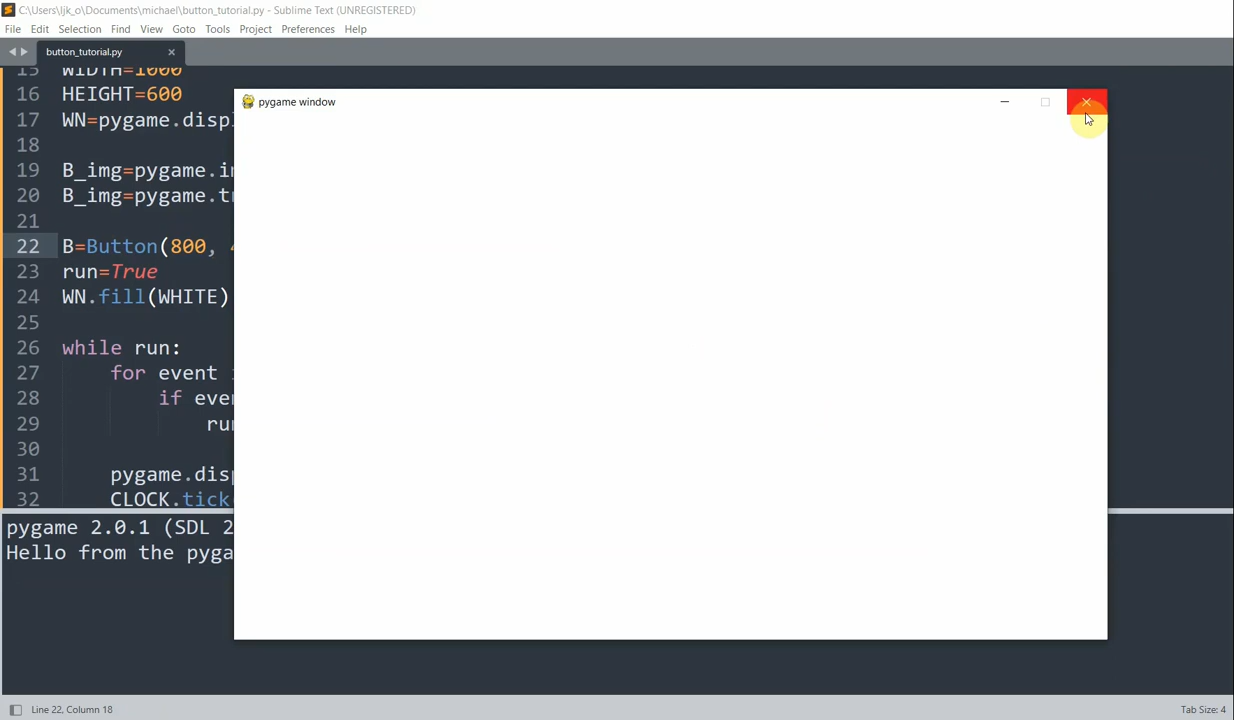 C:\Users\ljk_o\Documents\michael\button_tutorial.py - Sublime Text (UNREGISTERED)
File Edit Selection Find View Goto Tools Project Preferences Help
button_tutorial.py
15 WIDTH=1000
16 HEIGHT=600
pygame window
17 WN=pygame.displ
18
19 B_img=pygame.i
20 B_img=pygame.t
21
22 B=Button(800,
23 run=True
24 WN.fill(WHITE)
25
26 while run:
27 for event
28 if eve
29 ru
30
31 pygame.dis
32 CLOCK.tick
pygame 2.0.1 (SDL 2
Hello from the pyga
Line 22, Column 18
Tab Size: 4